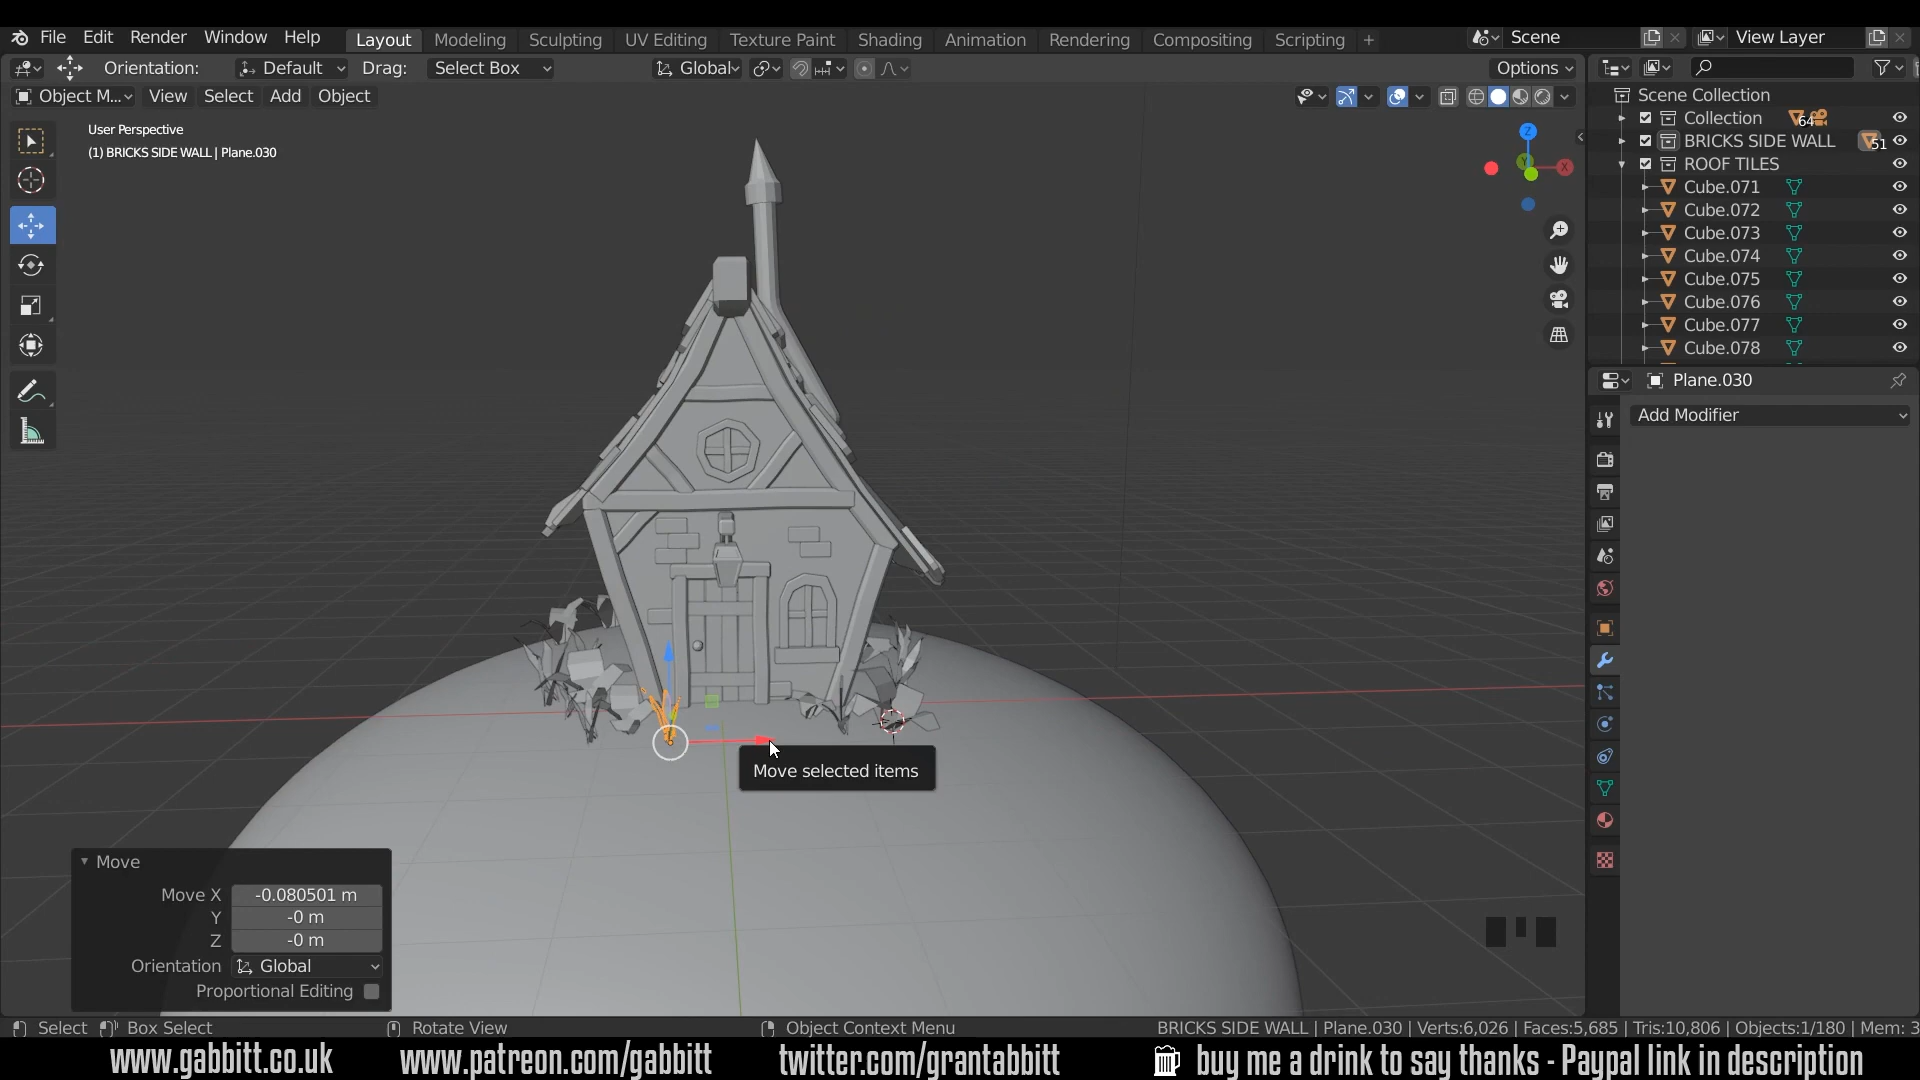 File Edit Render Window Help Layout Modeling Sculpting UV Editing Texture Paint Shading Animation Rendering Compositing Scripting + Scene View Layer
Orientation: Default Drag: Select Box Global Options
Object M... View Select Add Object
User Perspective
(1) BRICKS SIDE WALL | Plane.030
Z
Y
X
Scene Collection
Collection 64
BRICKS SIDE WALL 51
ROOF TILES
Cube.071
Cube.072
Cube.073
Cube.074
Cube.075
Cube.076
Cube.077
Cube.078
Plane.030
Add Modifier
Move selected items
Move
Move X -0.080501 m
Y -0 m
Z -0 m
Orientation Global
Proportional Editing
Select Box Select Rotate View Object Context Menu BRICKS SIDE WALL | Plane.030 | Verts:6,026 | Faces:5,685 | Tris:10,806 | Objects:1/180 | Mem: 3
www.gabbitt.co.uk www.patreon.com/gabbitt twitter.com/grantabbitt buy me a drink to say thanks - Paypal link in description